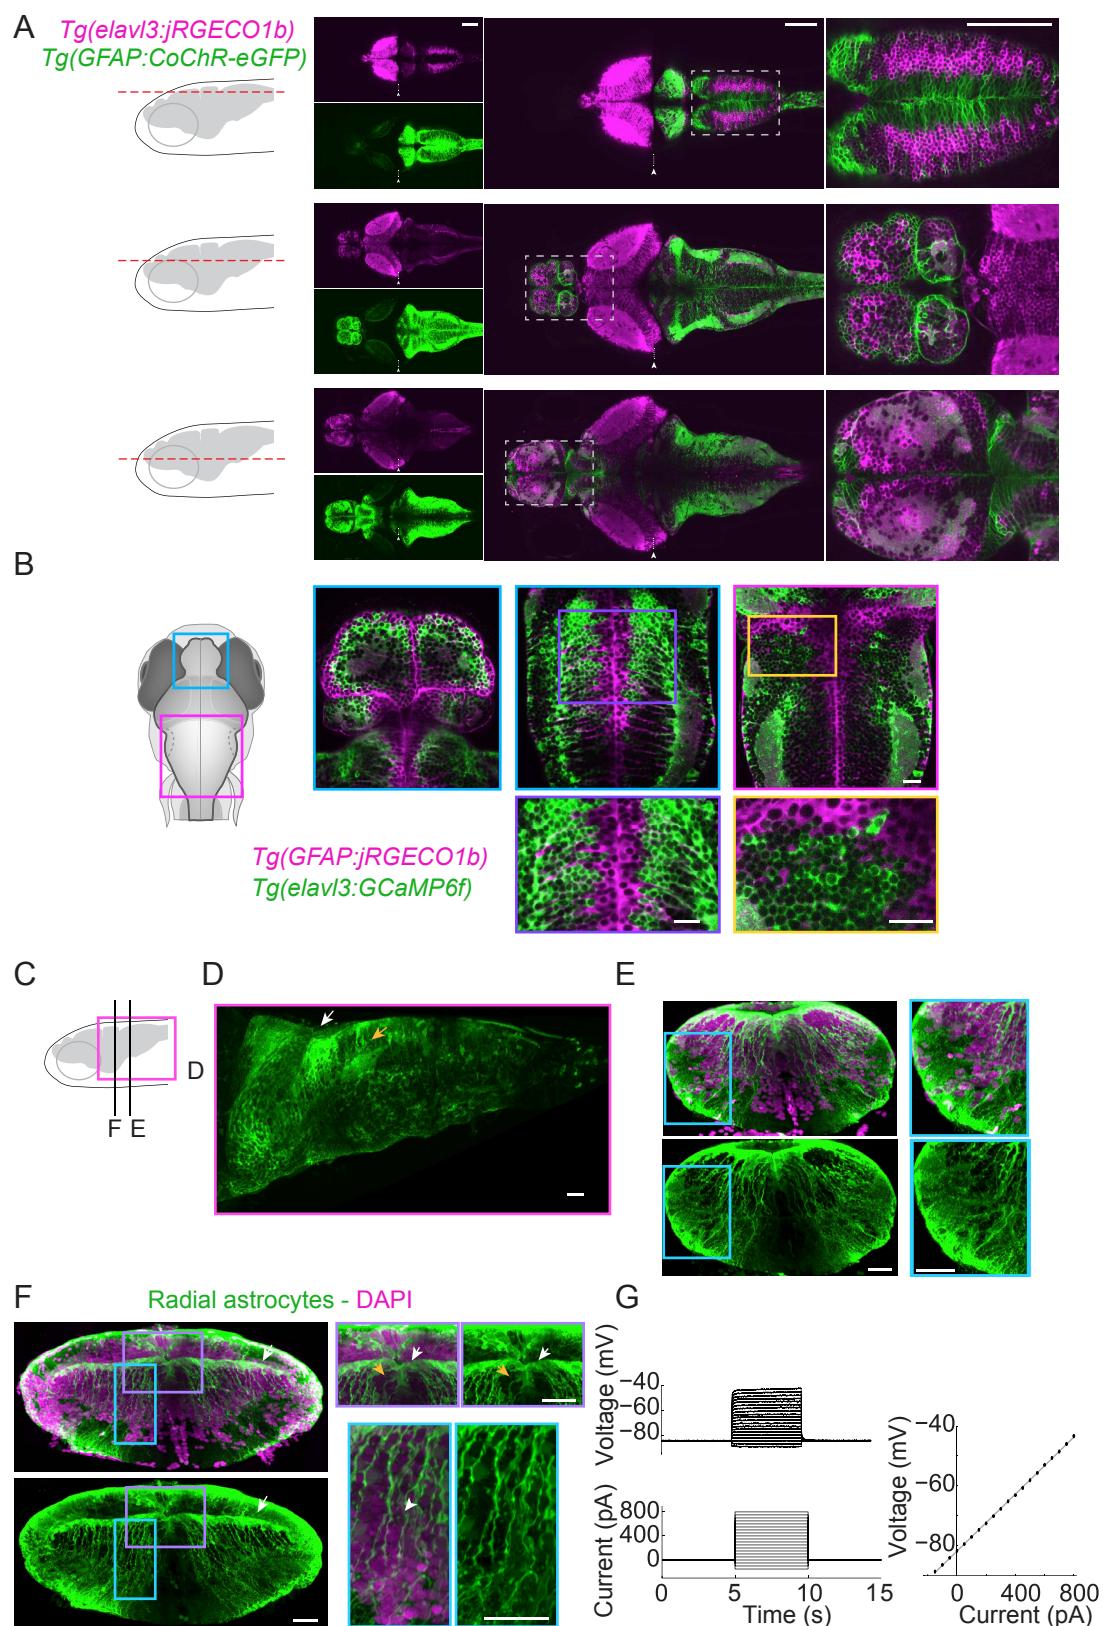 A
Tg(elavl3:jRGECO1b)
Tg(GFAP:CoChR-eGFP)
B
Tg(GFAP:jRGECO1b)
Tg(elavl3:GCaMP6f)
C
D
F E
D
E
F
Radial astrocytes - DAPI
G
Voltage (mV)
−40
−60
−80
Current (pA)
800
400
0
0 5 10 15
Time (s)
Voltage (mV)
−40
−60
−80
0 400 800
Current (pA)